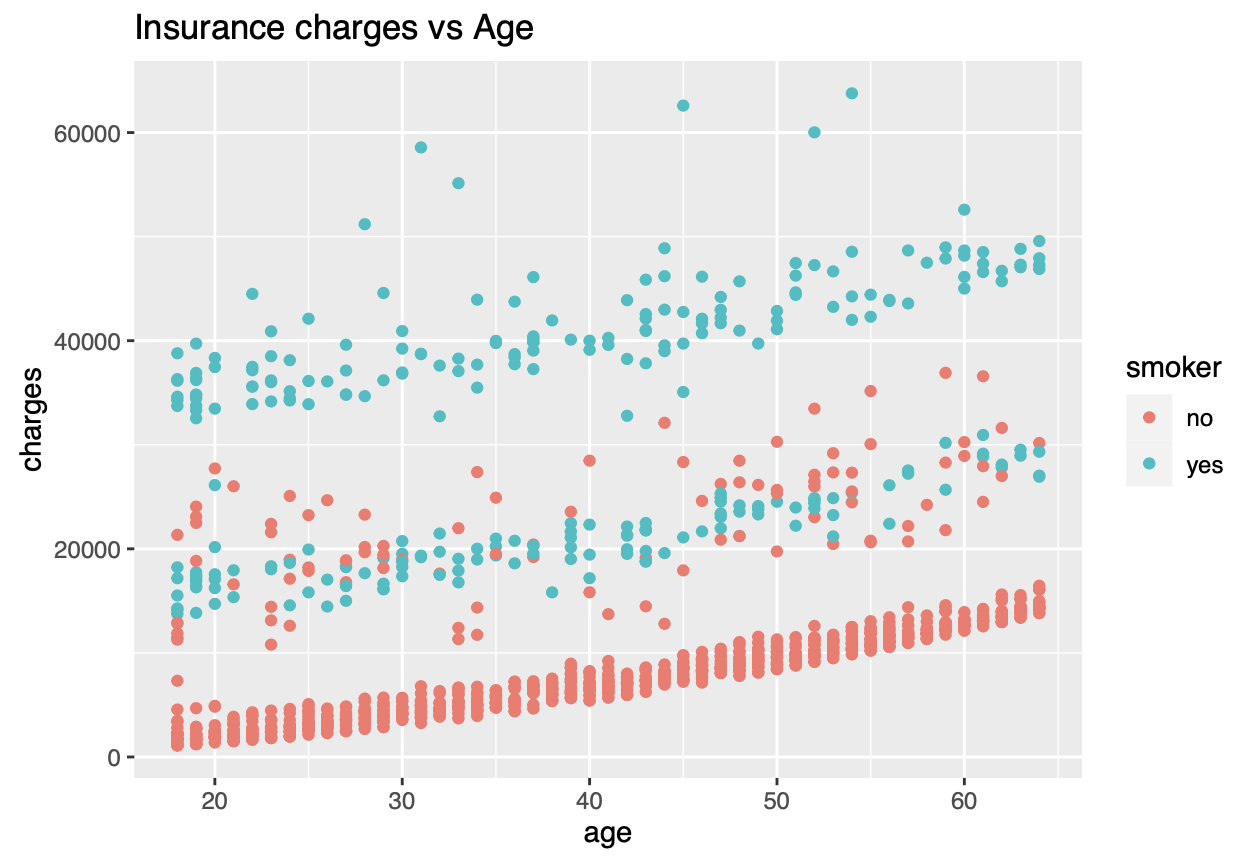 Insurance charges vs Age
60000
40000
20000
0
charges
20 30 40 50 60
age
smoker
no
yes